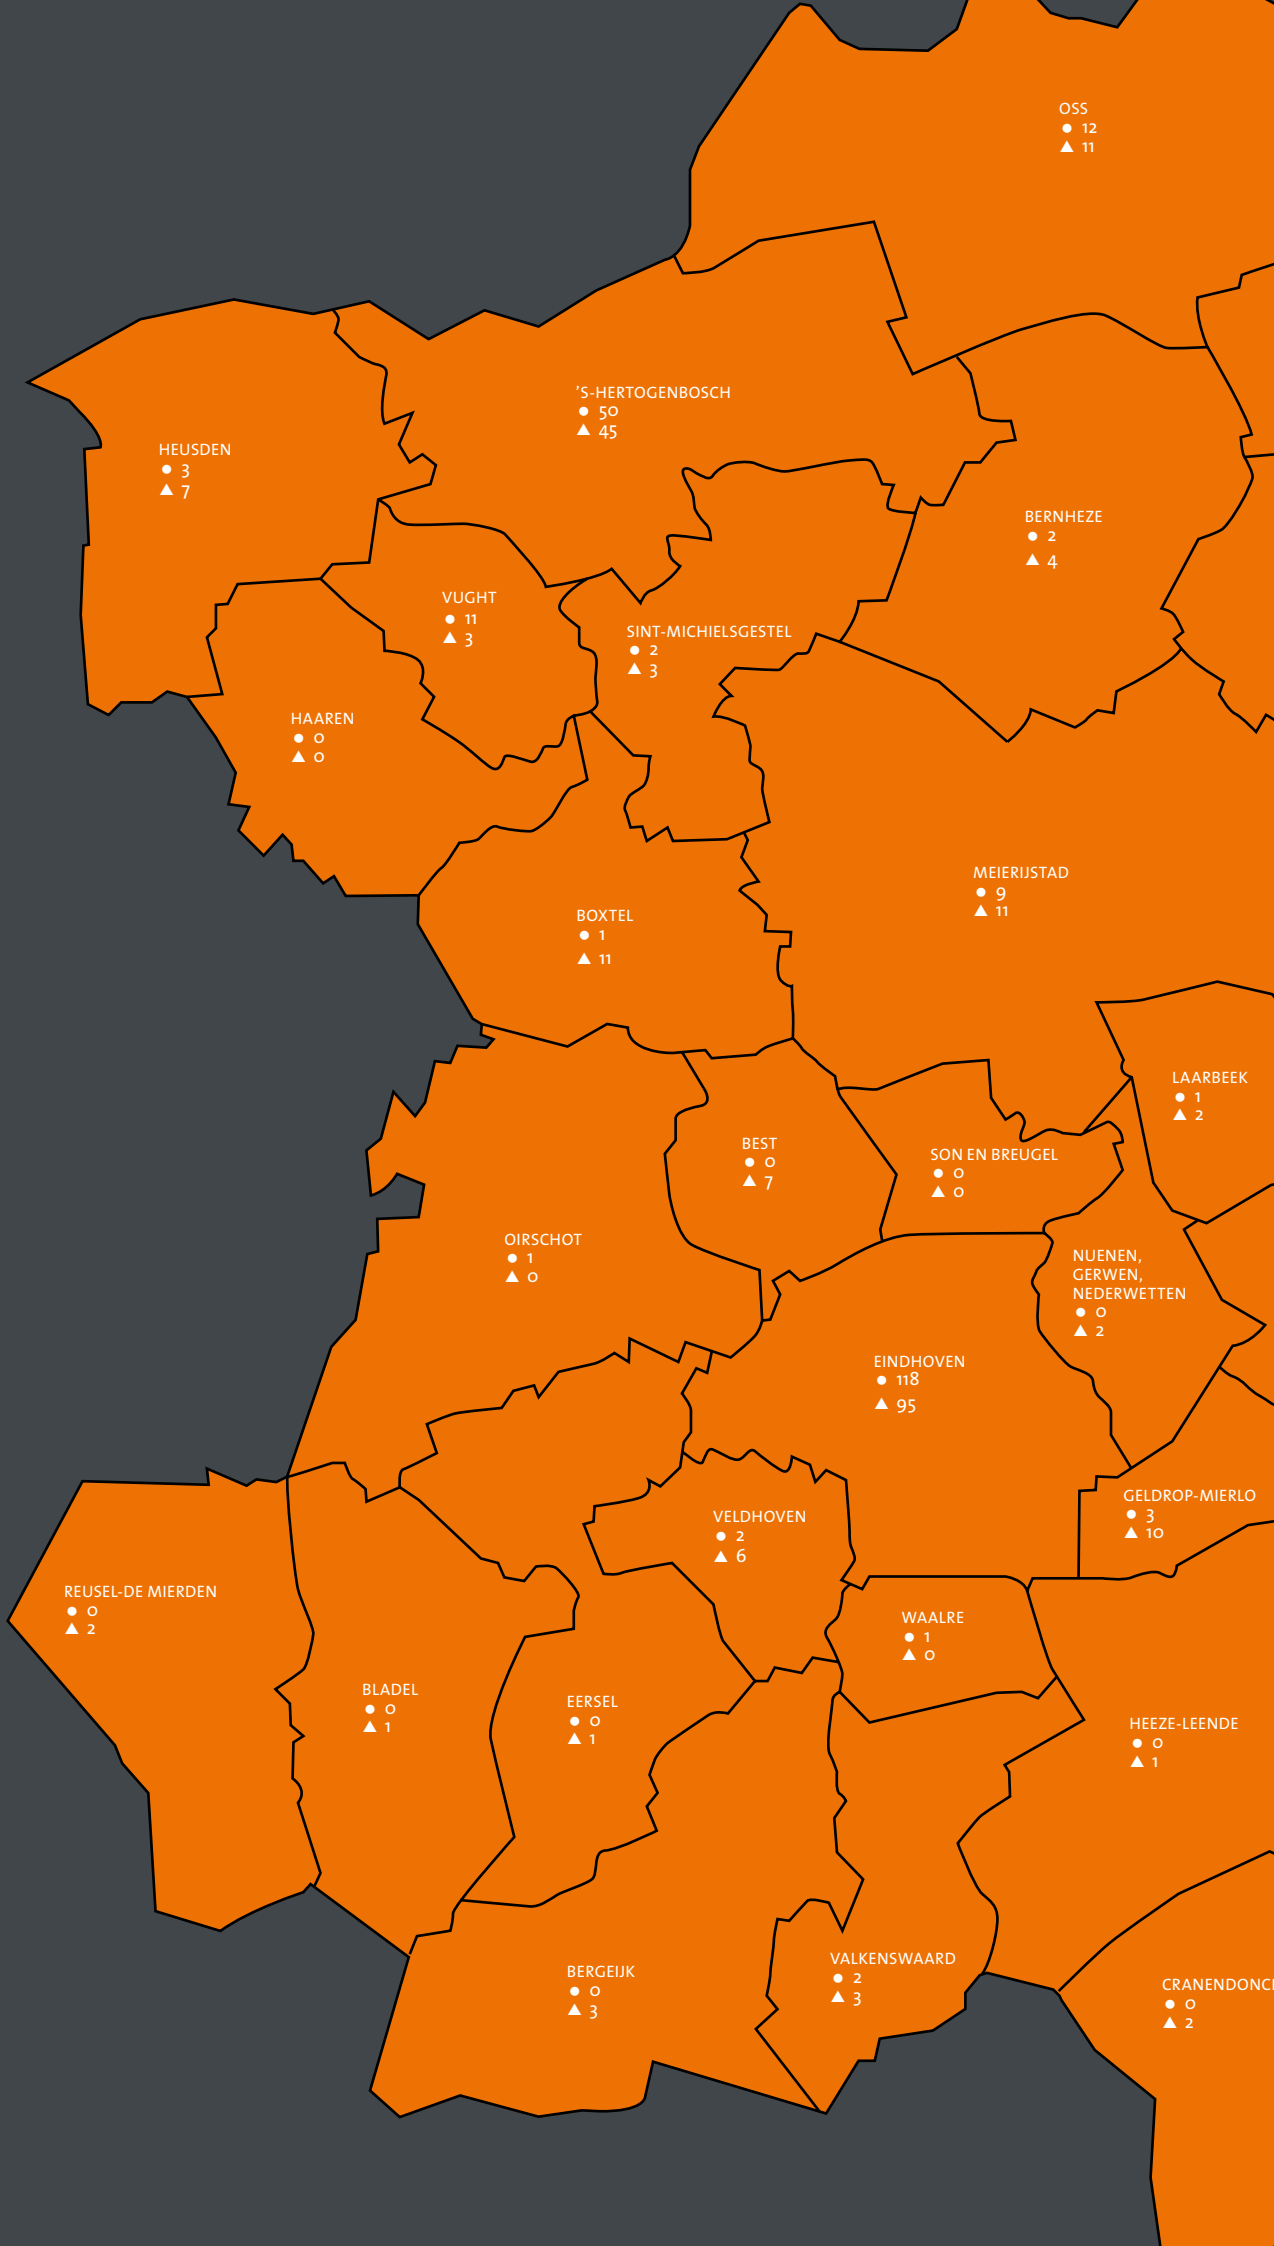 OSS
● 12
▲ 11
'S-HERTOGENBOSCH
● 50
▲ 45
HEUSDEN
● 3
▲ 7
BERNHEZE
● 2
▲ 4
VUGHT
● 11
▲ 3
SINT-MICHIELSGESTEL
● 2
▲ 3
HAAREN
● 0
▲ 0
MEIERIJSTAD
● 9
▲ 11
BOXTEL
● 1
▲ 11
LAARBEEK
● 1
▲ 2
BEST
● 0
▲ 7
SON EN BREUGEL
● 0
▲ 0
OIRSCHOT
● 1
▲ 0
NUENEN,
GERWEN,
NEDERWETTEN
● 0
▲ 2
EINDHOVEN
● 118
▲ 95
GELDROP-MIERLO
● 3
▲ 10
VELDHOVEN
● 2
▲ 6
REUSEL-DE MIERDEN
● 0
▲ 2
WAALRE
● 1
▲ 0
BLADEL
● 0
▲ 1
EERSEL
● 0
▲ 1
HEEZE-LEENDE
● 0
▲ 1
BERGEIJK
● 0
▲ 3
VALKENSWAARD
● 2
▲ 3
CRANENDONC
● 0
▲ 2